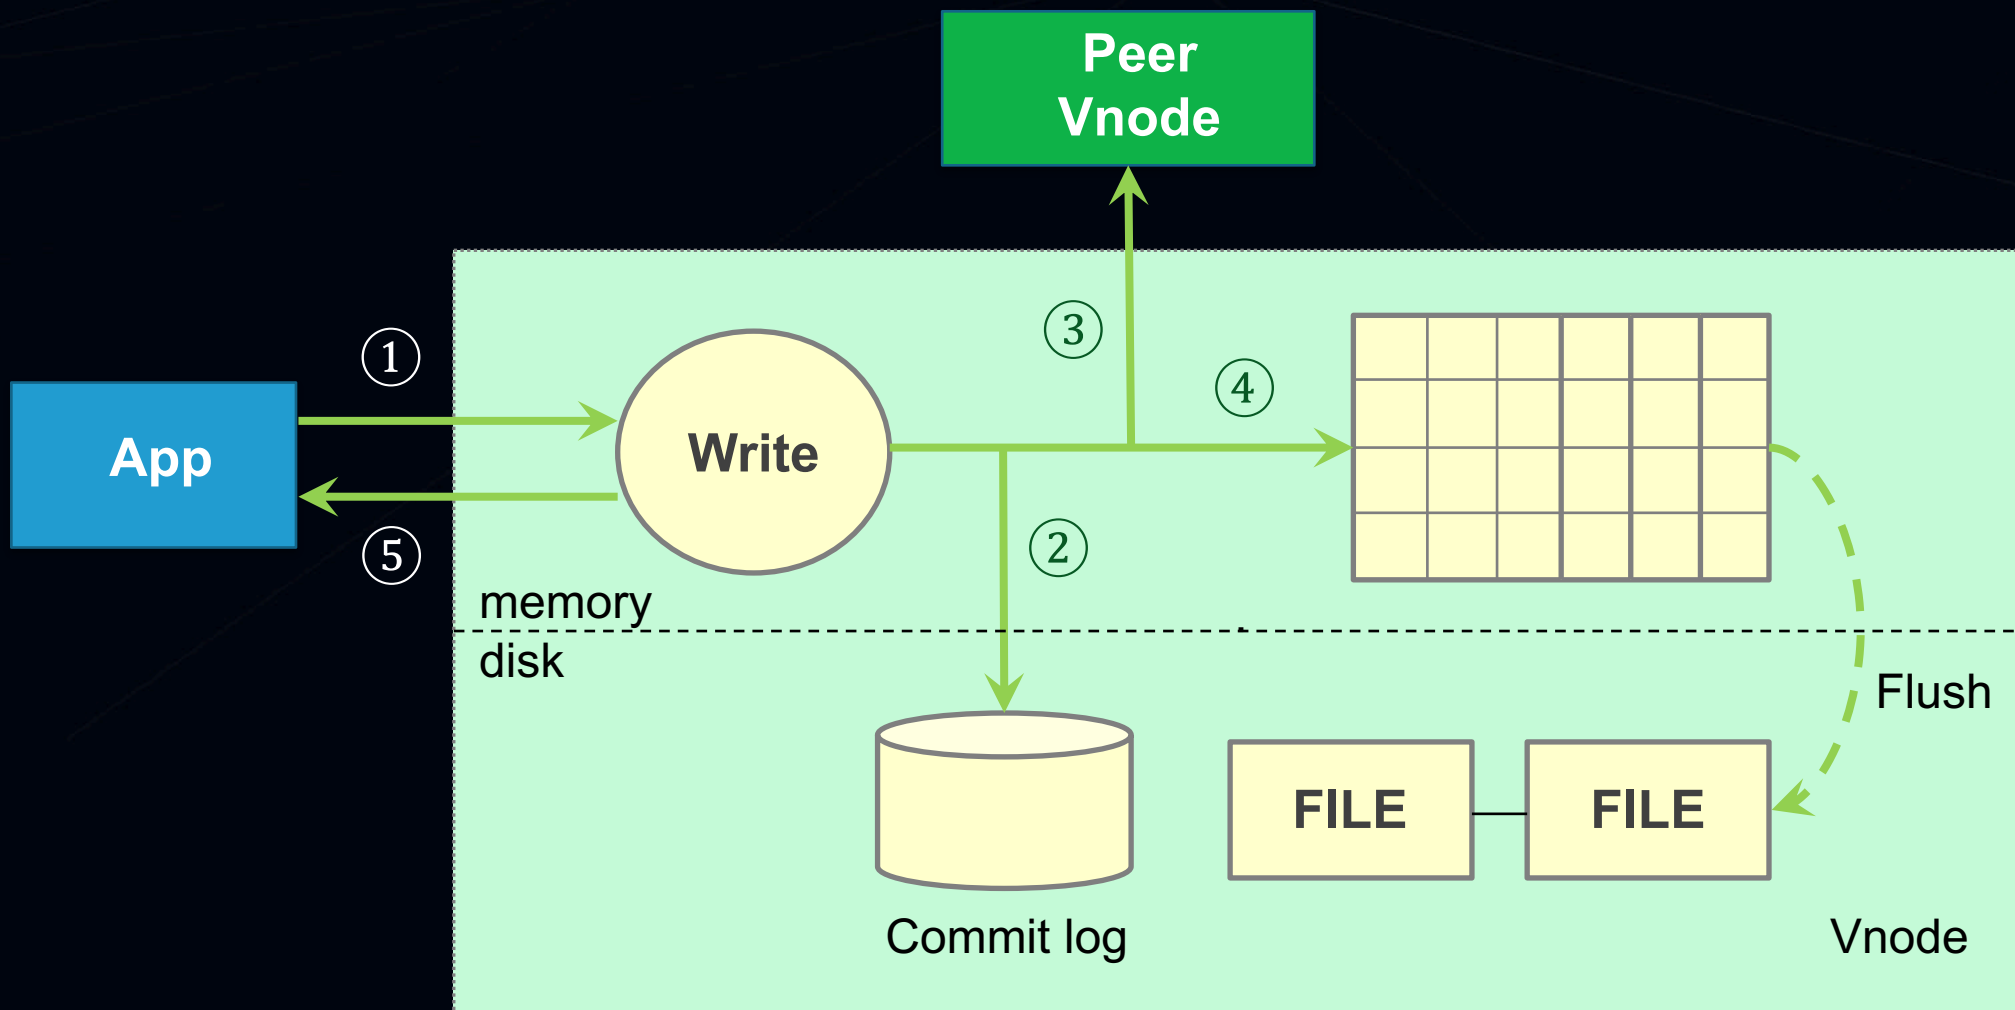 Peer
Vnode
①
③
④
App
Write
⑤
②
memory
disk
Flush
FILE
FILE
Commit log
Vnode